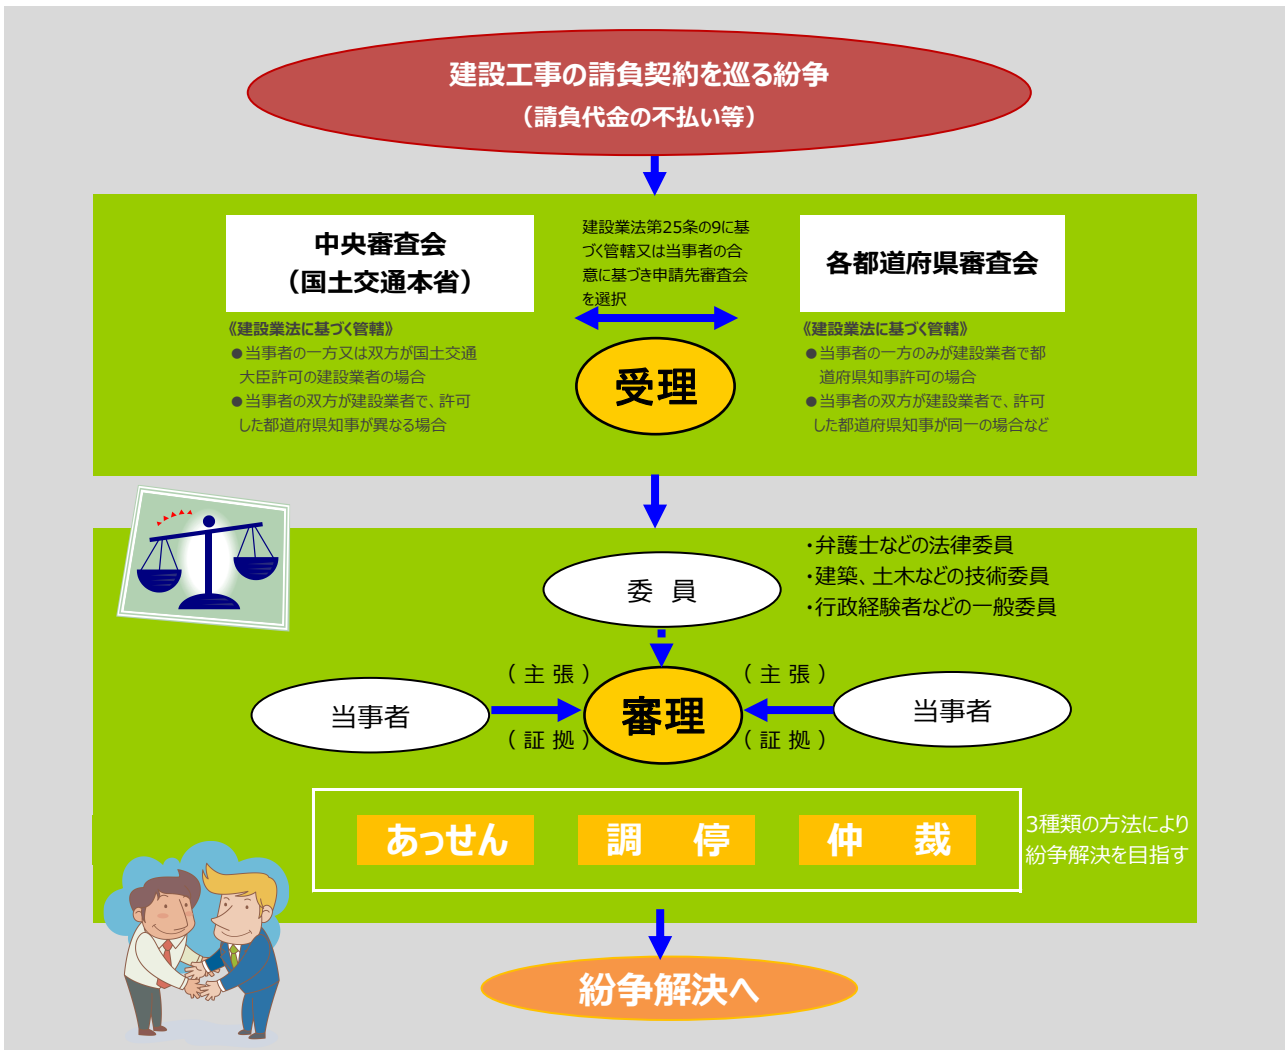 建設工事の請負契約を巡る紛争
（請負代金の不払い等）
中央審査会
（国土交通本省）
《建設業法に基づく管轄》
●当事者の一方又は双方が国土交通
大臣許可の建設業者の場合
●当事者の双方が建設業者で、許可
した都道府県知事が異なる場合
建設業法第25条の9に基
づく管轄又は当事者の合
意に基づき申請先審査会
を選択
受理
各都道府県審査会
《建設業法に基づく管轄》
●当事者の一方のみが建設業者で都
道府県知事許可の場合
●当事者の双方が建設業者で、許可
した都道府県知事が同一の場合など
委 員
・弁護士などの法律委員
・建築、土木などの技術委員
・行政経験者などの一般委員
当事者
（ 主 張 ）
（ 証 拠 ）
審理
（ 主 張 ）
（ 証 拠 ）
当事者
あっせん
調 停
仲 裁
3種類の方法により
紛争解決を目指す
紛争解決へ